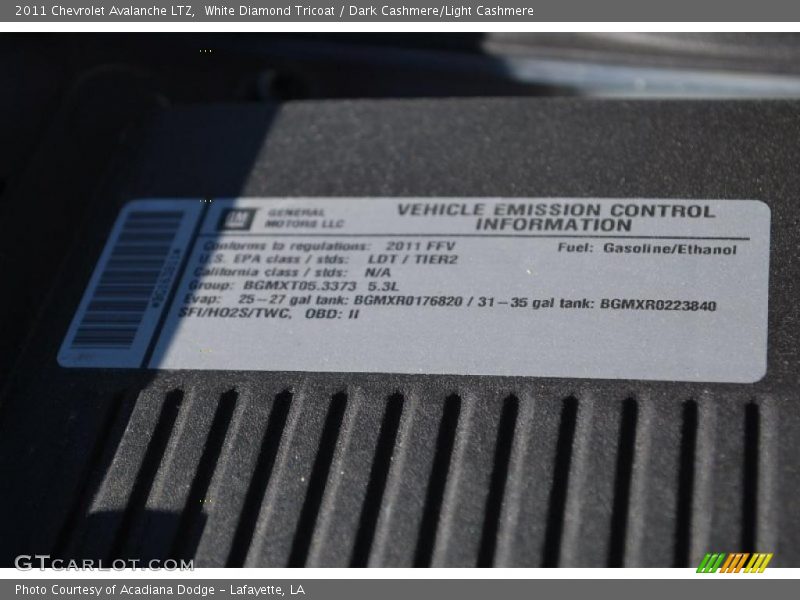 2011 Chevrolet Avalanche LTZ,  White Diamond Tricoat / Dark Cashmere/Light Cashmere
GM GENERAL MOTORS LLC
VEHICLE EMISSION CONTROL
INFORMATION
Conforms to regulations: 2011 FFV
Fuel: Gasoline/Ethanol
U.S. EPA class / stds: LDT / TIER2
California class / stds: N/A
Group: BGMXT05.3373 5.3L
Evap: 25-27 gal tank: BGMXR0176820 / 31-35 gal tank: BGMXR0223840
SFI/HO2S/TWC, OBD: II
GTCARLOT.COM
Photo Courtesy of Acadiana Dodge - Lafayette, LA